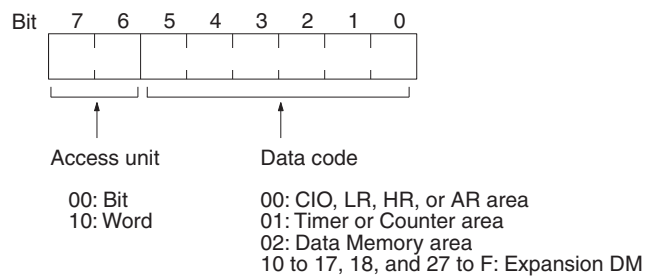 Bit 7 6 5 4 3 2 1 0
Access unit
Data code
00: Bit
10: Word
00: CIO, LR, HR, or AR area
01: Timer or Counter area
02: Data Memory area
10 to 17, 18, and 27 to F: Expansion DM